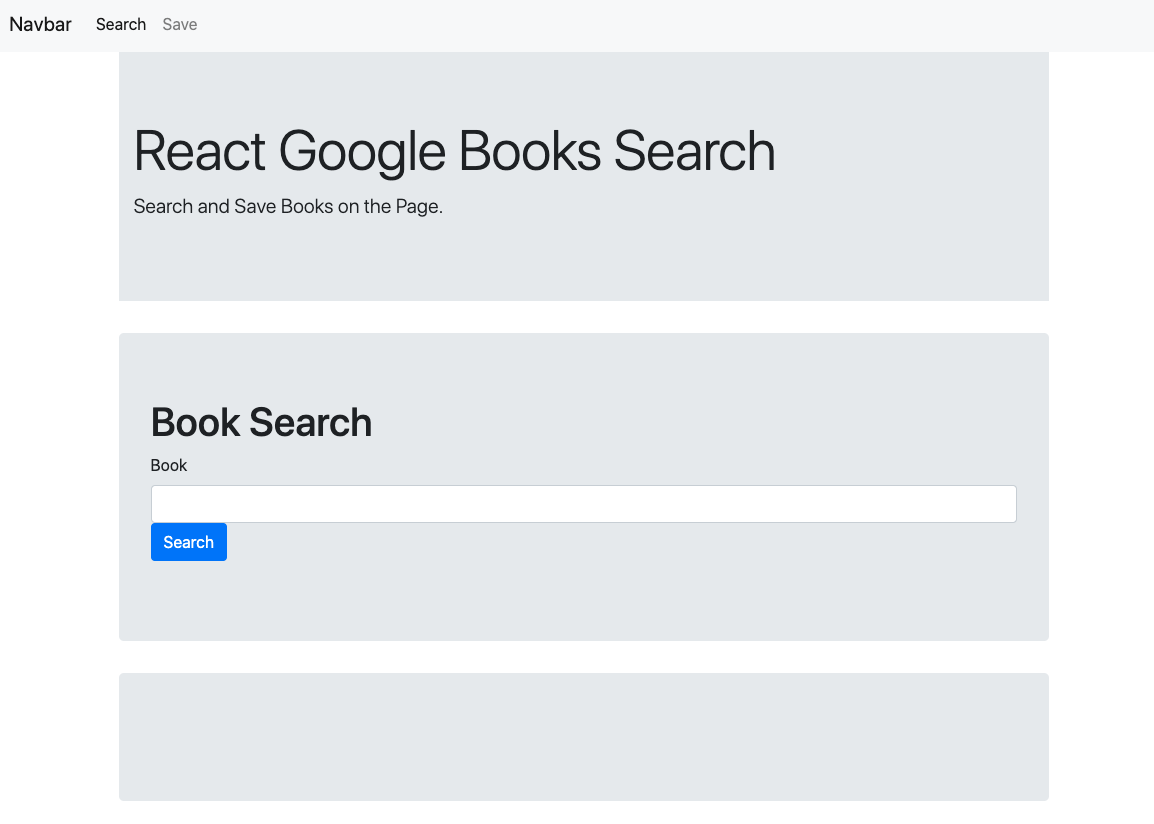 Navbar Search Save
React Google Books Search
Search and Save Books on the Page.
Book Search
Book
Search